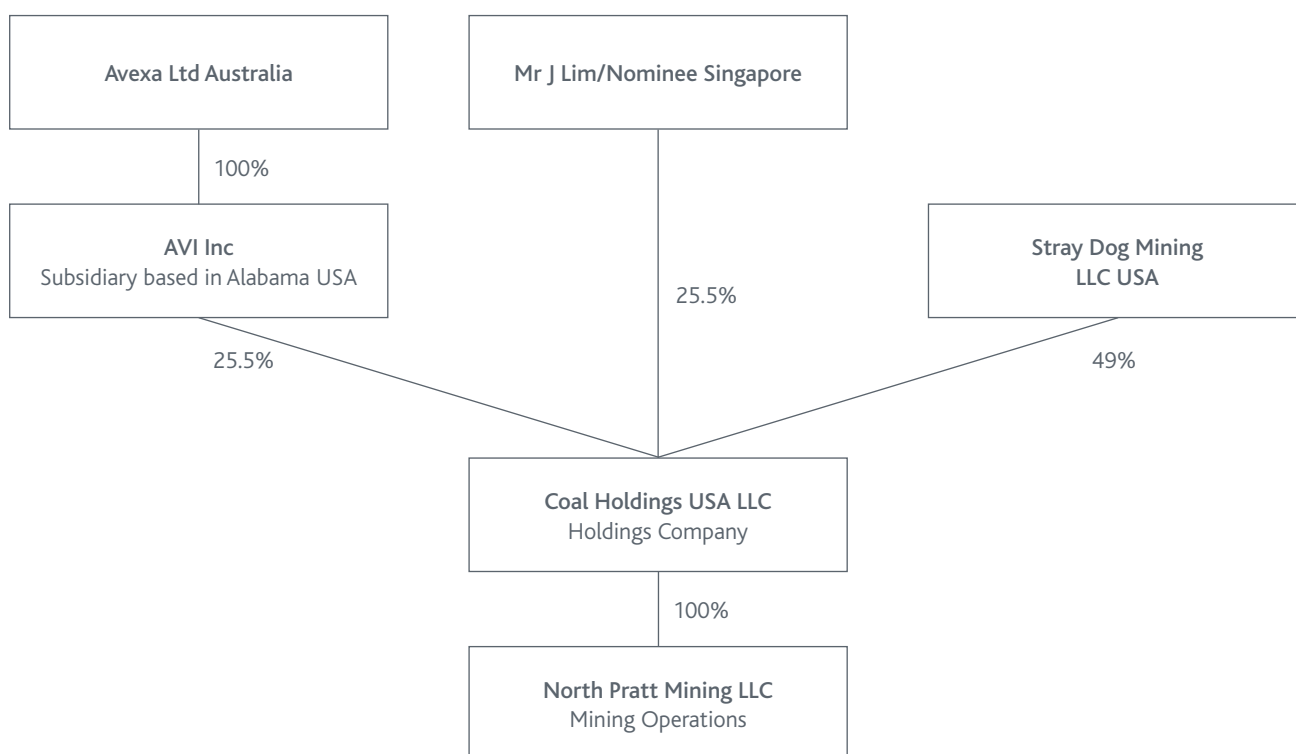 Avexa Ltd Australia
Mr J Lim/Nominee Singapore
100%
AVI Inc
Subsidiary based in Alabama USA
Stray Dog Mining
LLC USA
25.5%
25.5%
49%
Coal Holdings USA LLC
Holdings Company
100%
North Pratt Mining LLC
Mining Operations